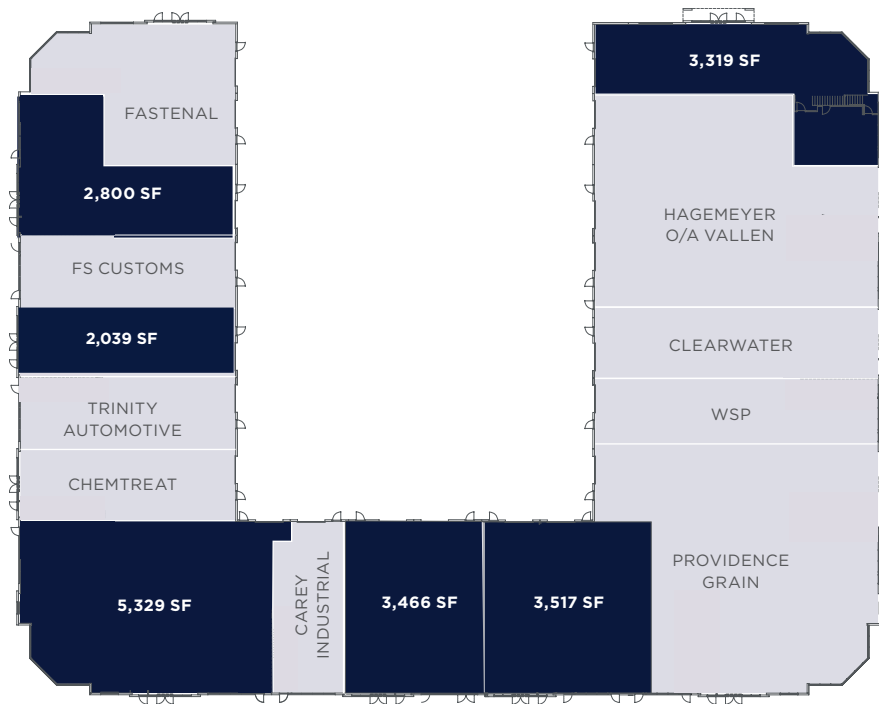 3,319 SF
FASTENAL
2,800 SF
HAGEMEYER
O/A VALLEN
FS CUSTOMS
2,039 SF
CLEARWATER
TRINITY
AUTOMOTIVE
WSP
CHEMTREAT
PROVIDENCE
GRAIN
5,329 SF
CAREY
INDUSTRIAL
3,466 SF
3,517 SF